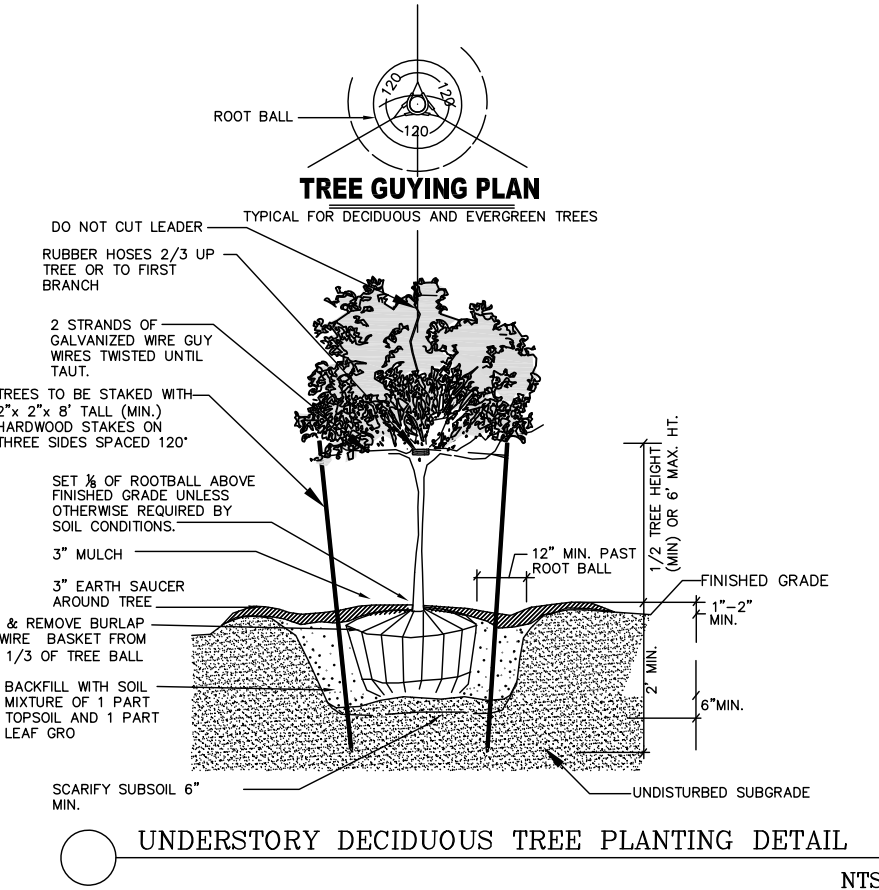 120
120
120
ROOT BALL
TREE GUYING PLAN
TYPICAL FOR DECIDUOUS AND EVERGREEN TREES
DO NOT CUT LEADER
RUBBER HOSES 2/3 UP
TREE OR TO FIRST
BRANCH
2 STRANDS OF
GALVANIZED WIRE GUY
WIRES TWISTED UNTIL
TAUT.
TREES TO BE STAKED WITH
2"x 2"x 8' TALL (MIN.)
HARDWOOD STAKES ON
THREE SIDES SPACED 120°
SET ⅛ OF ROOTBALL ABOVE
FINISHED GRADE UNLESS
OTHERWISE REQUIRED BY
SOIL CONDITIONS.
3" MULCH
3" EARTH SAUCER
AROUND TREE
& REMOVE BURLAP
WIRE BASKET FROM
1/3 OF TREE BALL
BACKFILL WITH SOIL
MIXTURE OF 1 PART
TOPSOIL AND 1 PART
LEAF GRO
SCARIFY SUBSOIL 6"
MIN.
1/2 TREE HEIGHT
(MIN) OR 6' MAX. HT.
12" MIN. PAST
ROOT BALL
FINISHED GRADE
1"-2"
MIN.
2' MIN.
6"MIN.
UNDISTURBED SUBGRADE
UNDERSTORY DECIDUOUS TREE PLANTING DETAIL
NTS